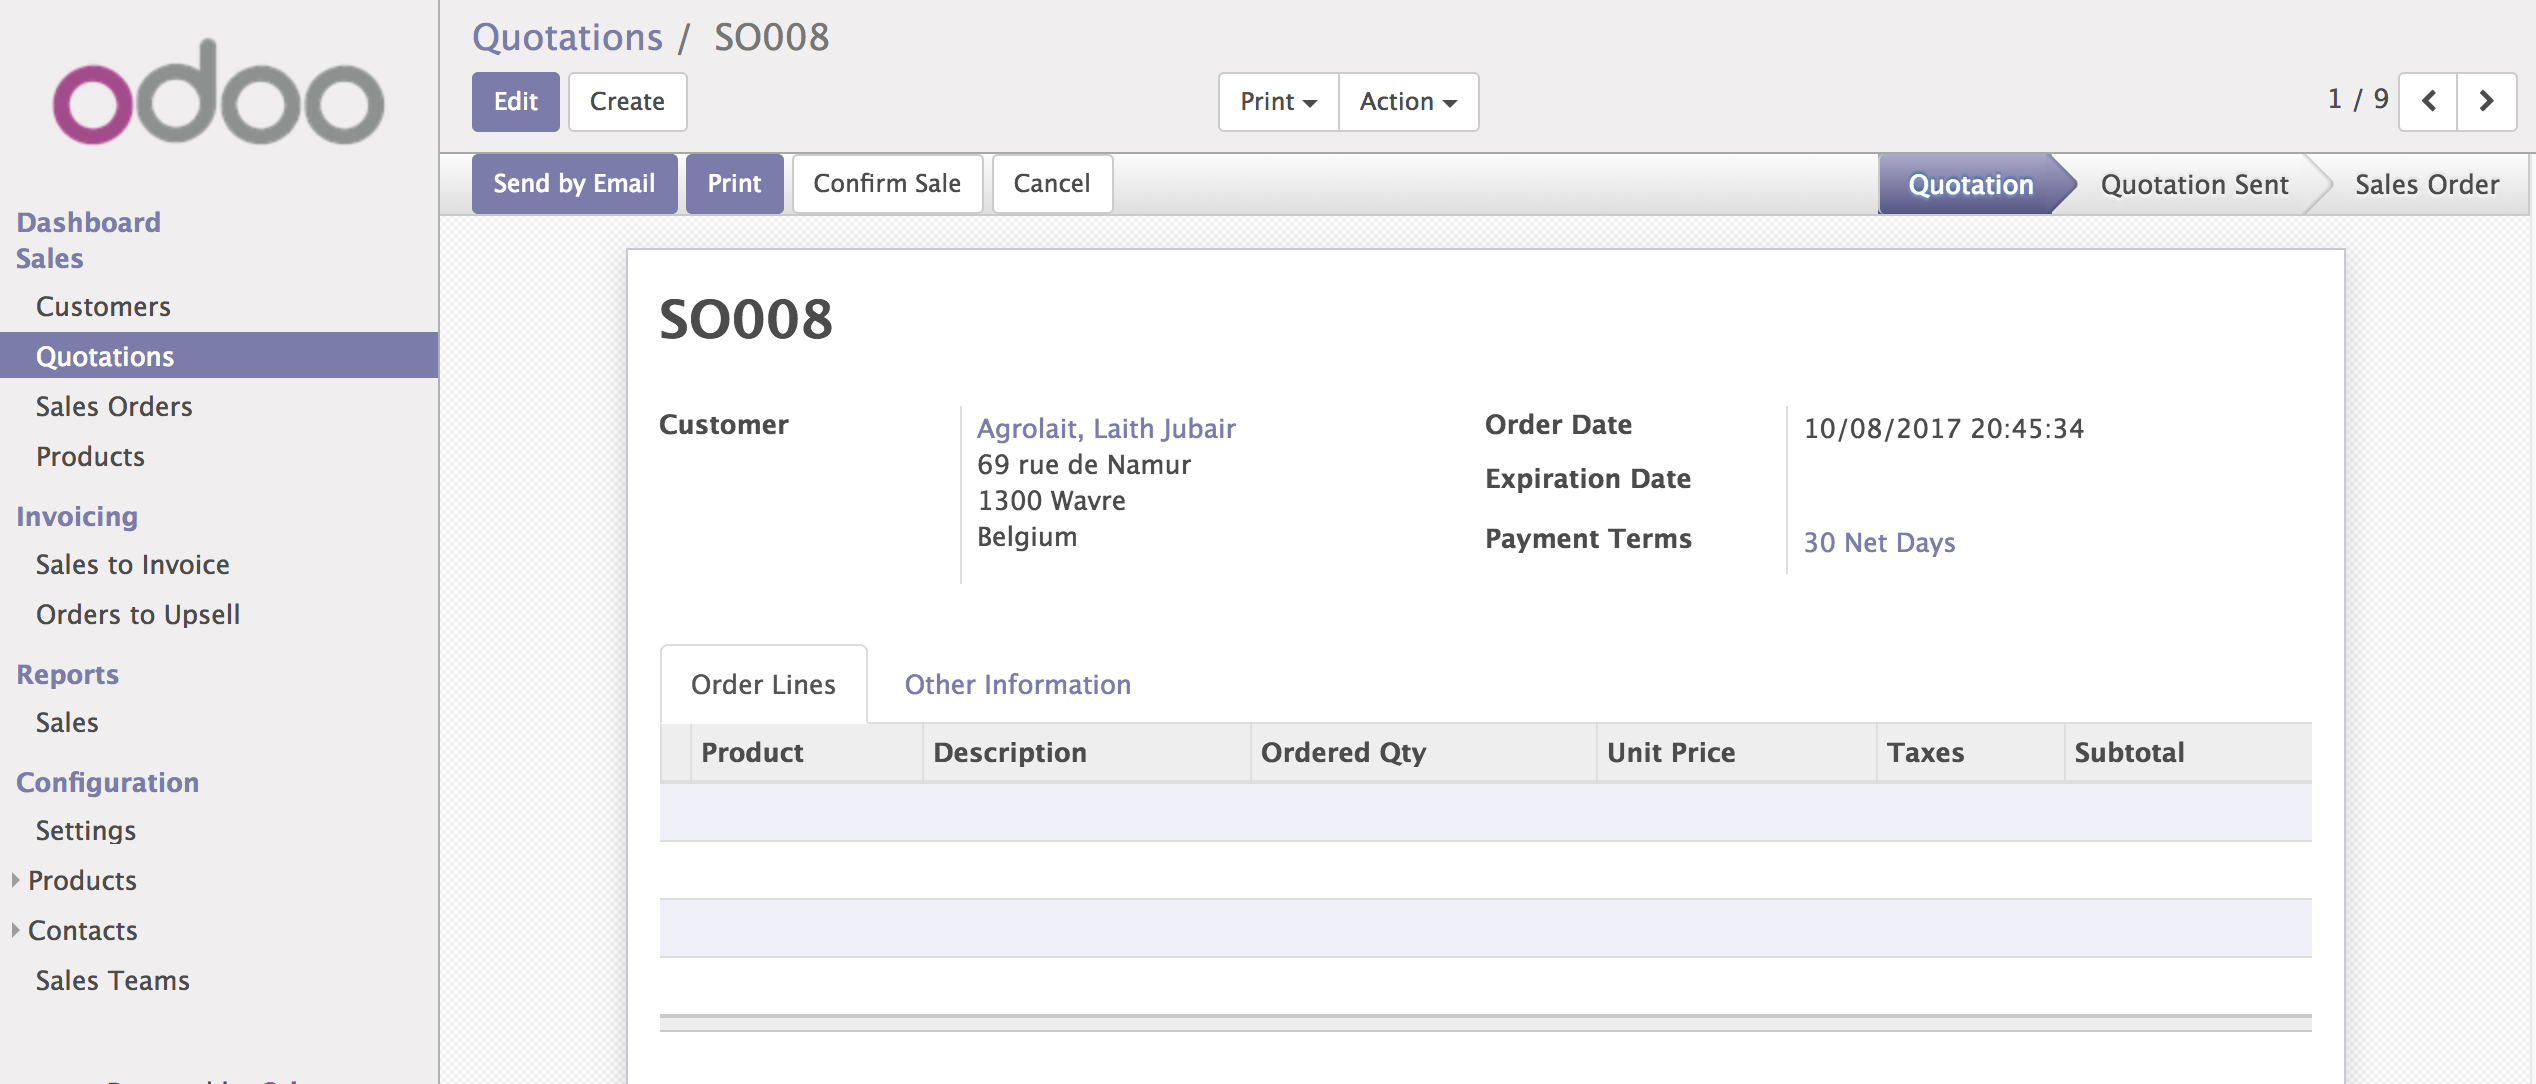 odoo
Dashboard
Sales
Customers
Quotations
Sales Orders
Products
Invoicing
Sales to Invoice
Orders to Upsell
Reports
Sales
Configuration
Settings
Products
Contacts
Sales Teams
Quotations / SO008
Edit Create Print Action 1 / 9
Send by Email Print Confirm Sale Cancel Quotation Quotation Sent Sales Order
SO008
Customer
Agrolait, Laith Jubair
69 rue de Namur
1300 Wavre
Belgium
Order Date 10/08/2017 20:45:34
Expiration Date
Payment Terms 30 Net Days
Order Lines Other Information
Product Description Ordered Qty Unit Price Taxes Subtotal